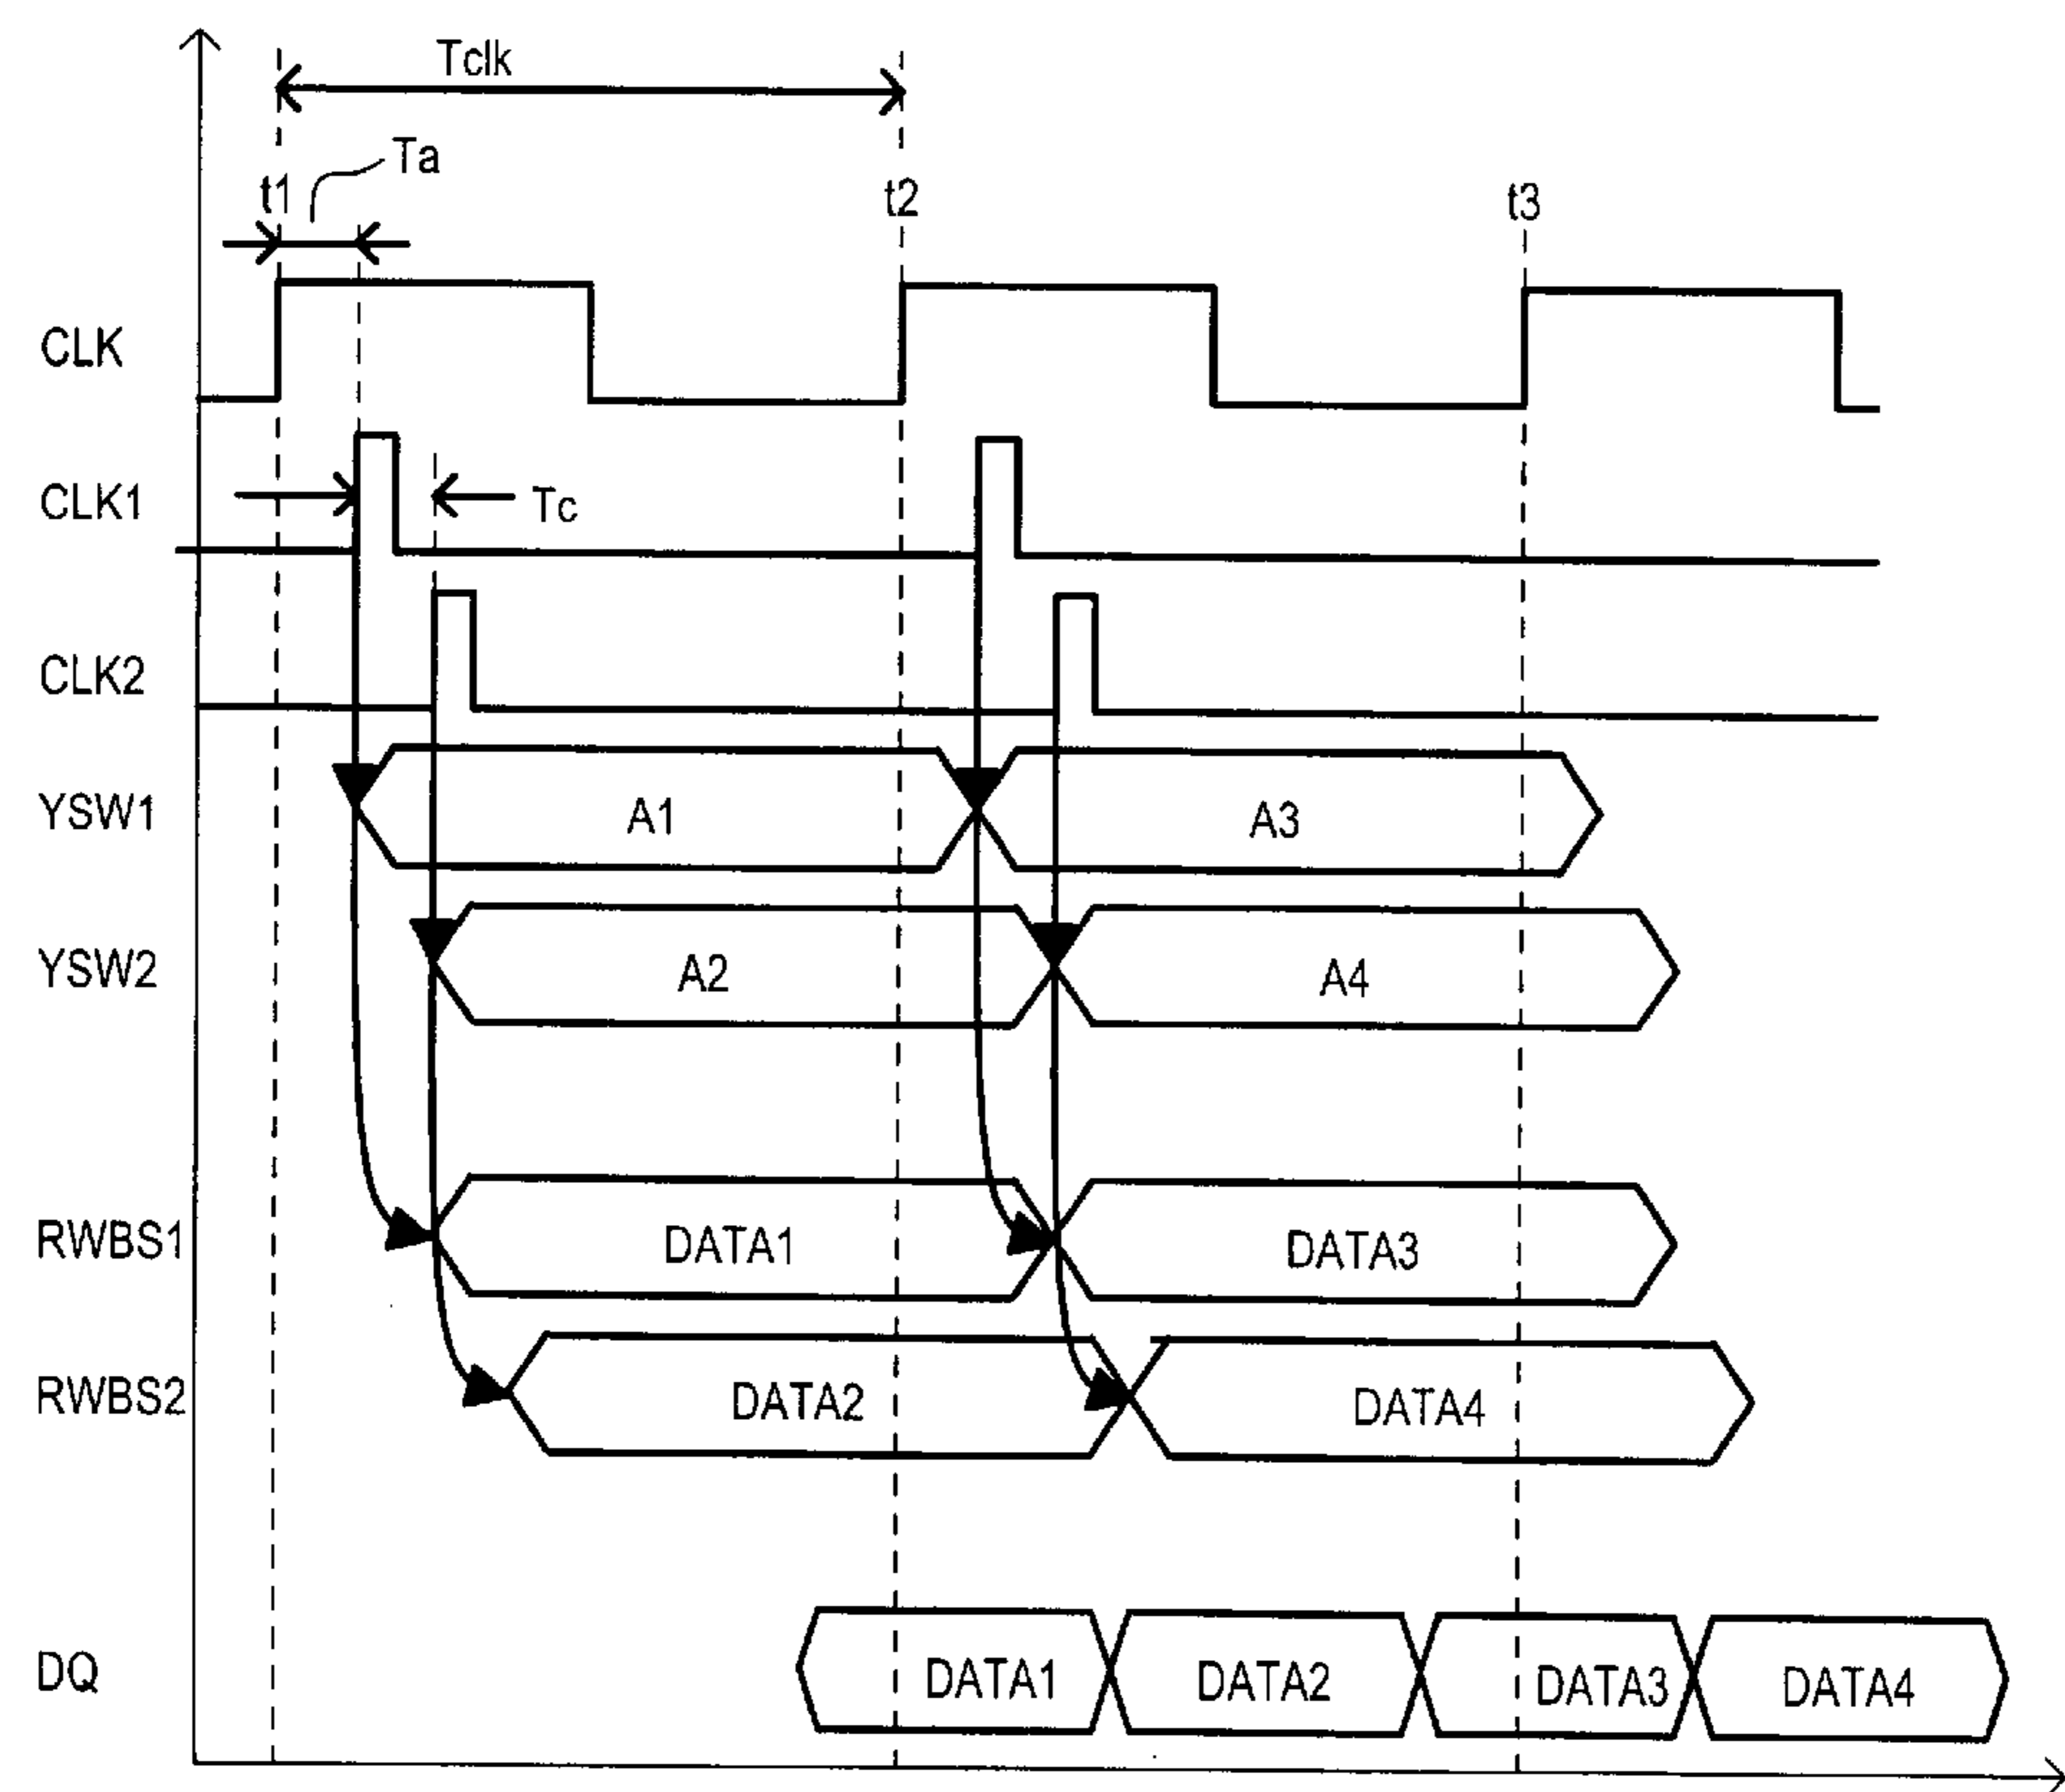 Tclk
Ta
t1
t2
t3
CLK
CLK1
Tc
CLK2
YSW1
A1
A3
YSW2
A2
A4
RWBS1
DATA1
DATA3
RWBS2
DATA2
DATA4
DQ
DATA1
DATA2
DATA3
DATA4